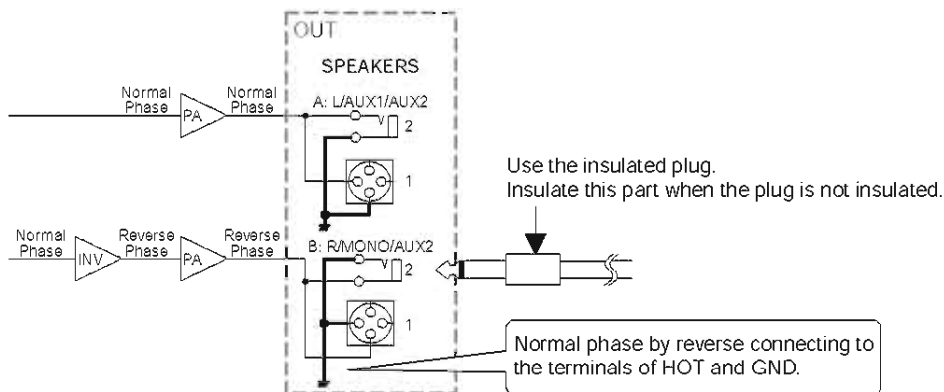 OUT
SPEAKERS
Normal Phase
PA
Normal Phase
A: L/AUX1/AUX2
2
1
Use the insulated plug.
Insulate this part when the plug is not insulated.
Normal Phase
INV
Reverse Phase
PA
Reverse Phase
B: R/MONO/AUX2
2
1
Normal phase by reverse connecting to
the terminals of HOT and GND.